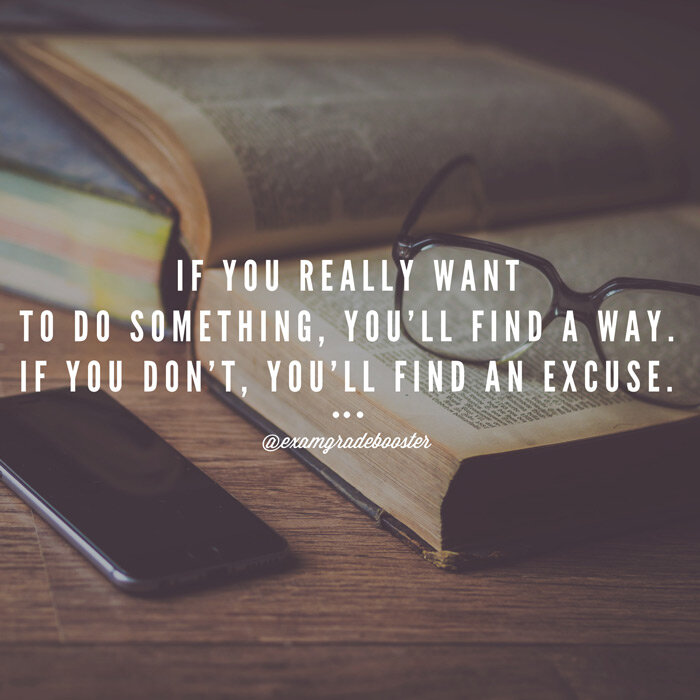 IF YOU REALLY WANT
TO DO SOMETHING, YOU'LL FIND A WAY.
IF YOU DON'T, YOU'LL FIND AN EXCUSE.
•••
@examgradebooster